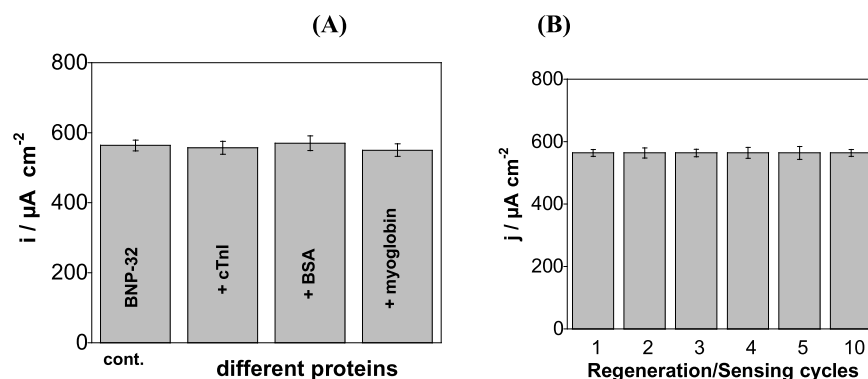 (A)
800
600
400
200
0
i / µA cm-2
BNP-32
+ cTnI
+ BSA
+ myoglobin
cont.
different proteins
(B)
800
600
400
200
0
j / µA cm-2
1 2 3 4 5 10
Regeneration/Sensing cycles